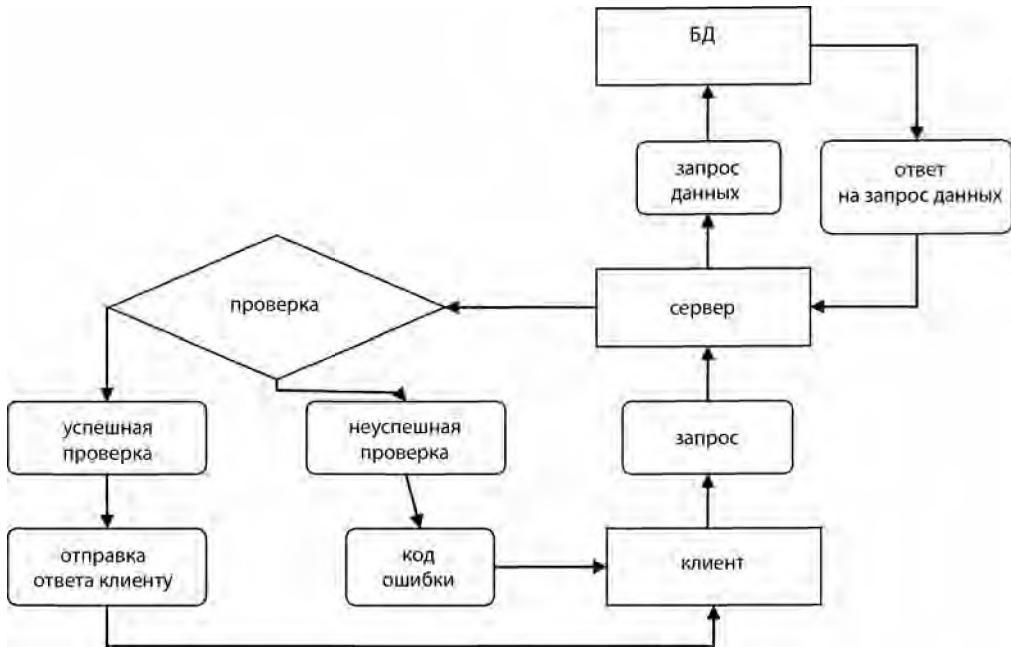 БД
запрос
данных
ответ
на запрос данных
проверка
сервер
успешная
проверка
неуспешная
проверка
запрос
отправка
ответа клиенту
код
ошибки
клиент